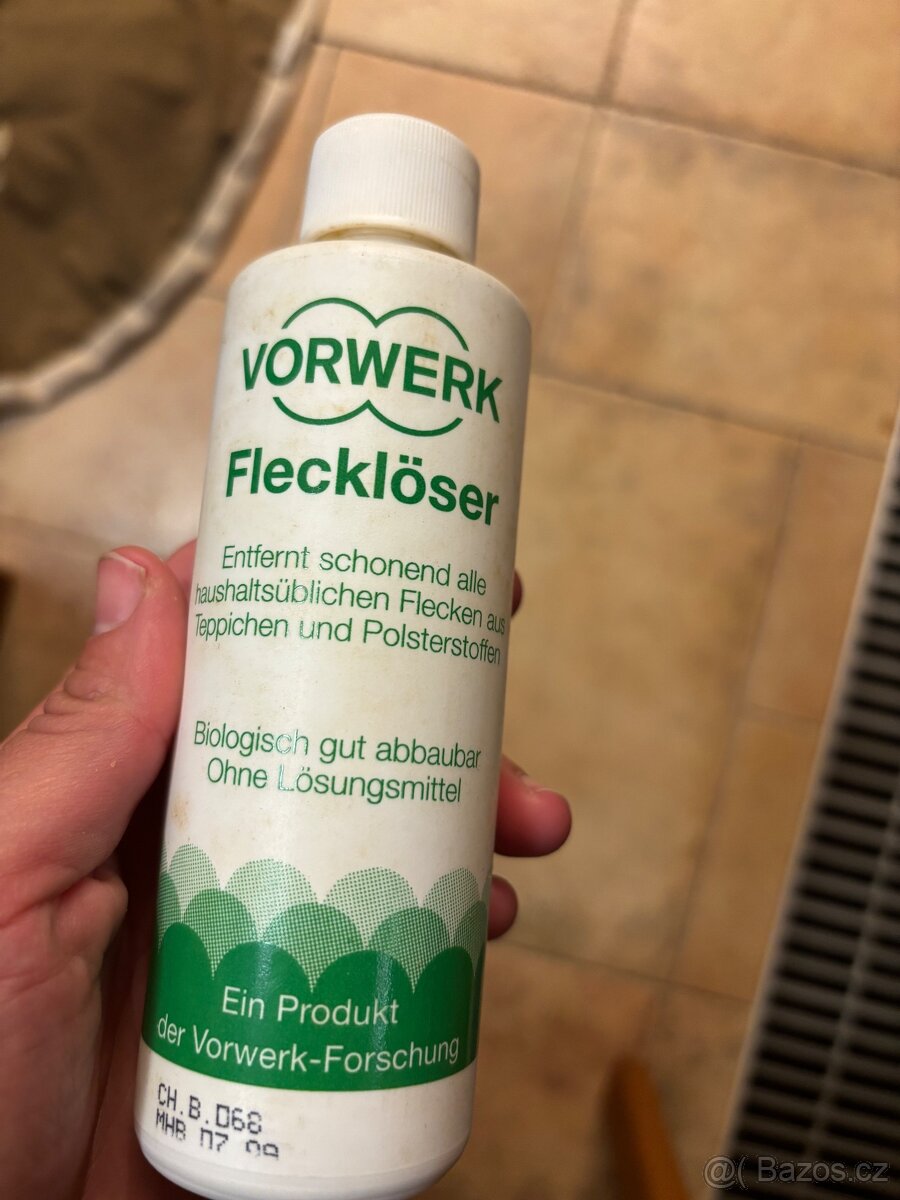 VORWERK
Flecklöser
Entfernt schonend alle
haushaltsüblichen Flecken aus
Teppichen und Polsterstoffen
Biologisch gut abbaubar
Ohne Lösungsmittel
Ein Produkt
der Vorwerk-Forschung
CH.B.068
MHB 07 09
@( Bazos.cz